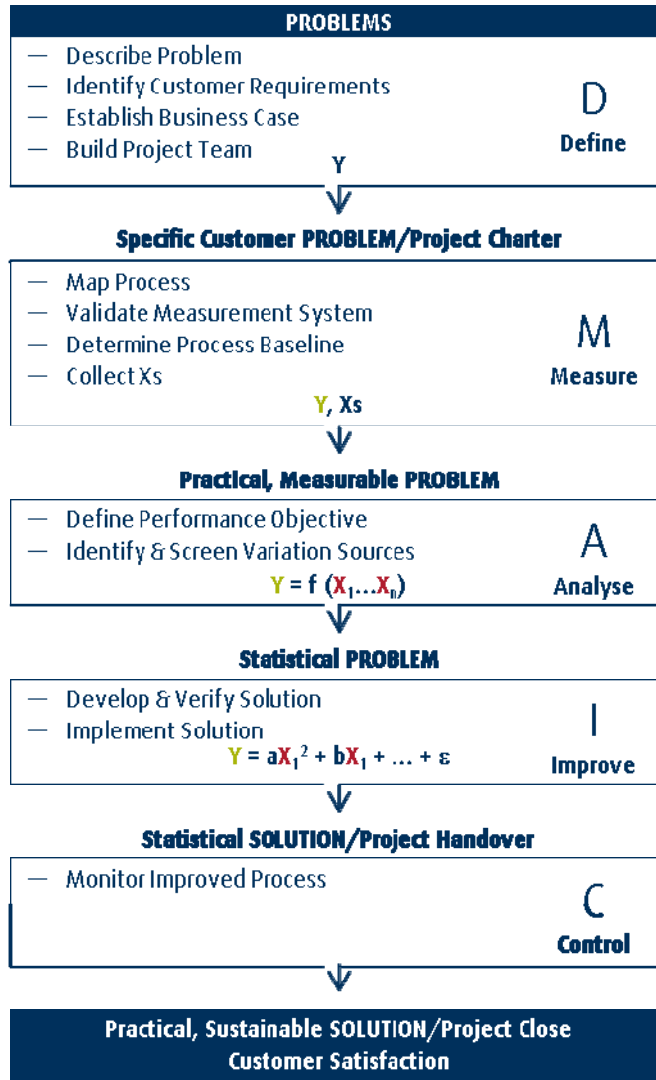 PROBLEMS
— Describe Problem
— Identify Customer Requirements
— Establish Business Case
— Build Project Team
Y
D
Define
Specific Customer PROBLEM/Project Charter
— Map Process
— Validate Measurement System
— Determine Process Baseline
— Collect Xs
Y, Xs
M
Measure
Practical, Measurable PROBLEM
— Define Performance Objective
— Identify & Screen Variation Sources
Y = f (X₁...Xₙ)
A
Analyse
Statistical PROBLEM
— Develop & Verify Solution
— Implement Solution
Y = aX₁² + bX₁ + ... + ε
I
Improve
Statistical SOLUTION/Project Handover
— Monitor Improved Process
C
Control
Practical, Sustainable SOLUTION/Project Close
Customer Satisfaction